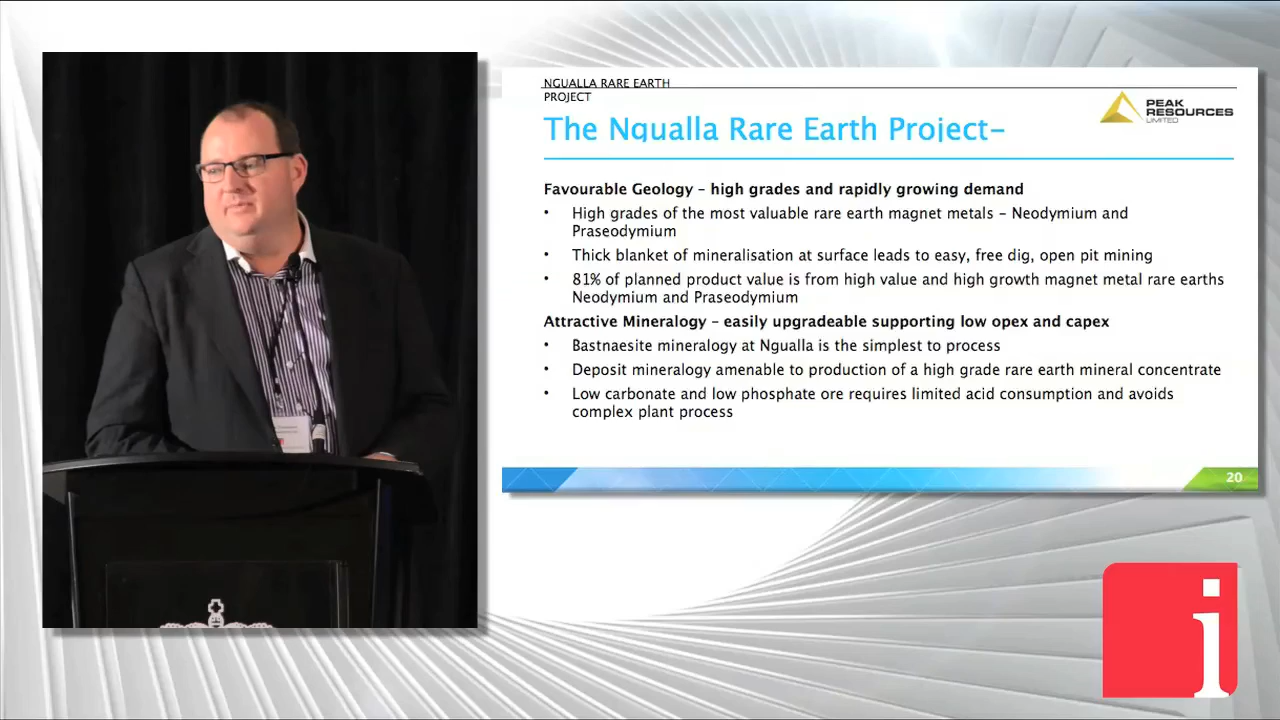 NGUALLA RARE EARTH
PROJECT
PEAK
RESOURCES
LIMITED
The Ngualla Rare Earth Project–
Favourable Geology – high grades and rapidly growing demand
• High grades of the most valuable rare earth magnet metals – Neodymium and
Praseodymium
• Thick blanket of mineralisation at surface leads to easy, free dig, open pit mining
• 81% of planned product value is from high value and high growth magnet metal rare earths
Neodymium and Praseodymium
Attractive Mineralogy – easily upgradeable supporting low opex and capex
• Bastnaesite mineralogy at Ngualla is the simplest to process
• Deposit mineralogy amenable to production of a high grade rare earth mineral concentrate
• Low carbonate and low phosphate ore requires limited acid consumption and avoids
complex plant process
20
i